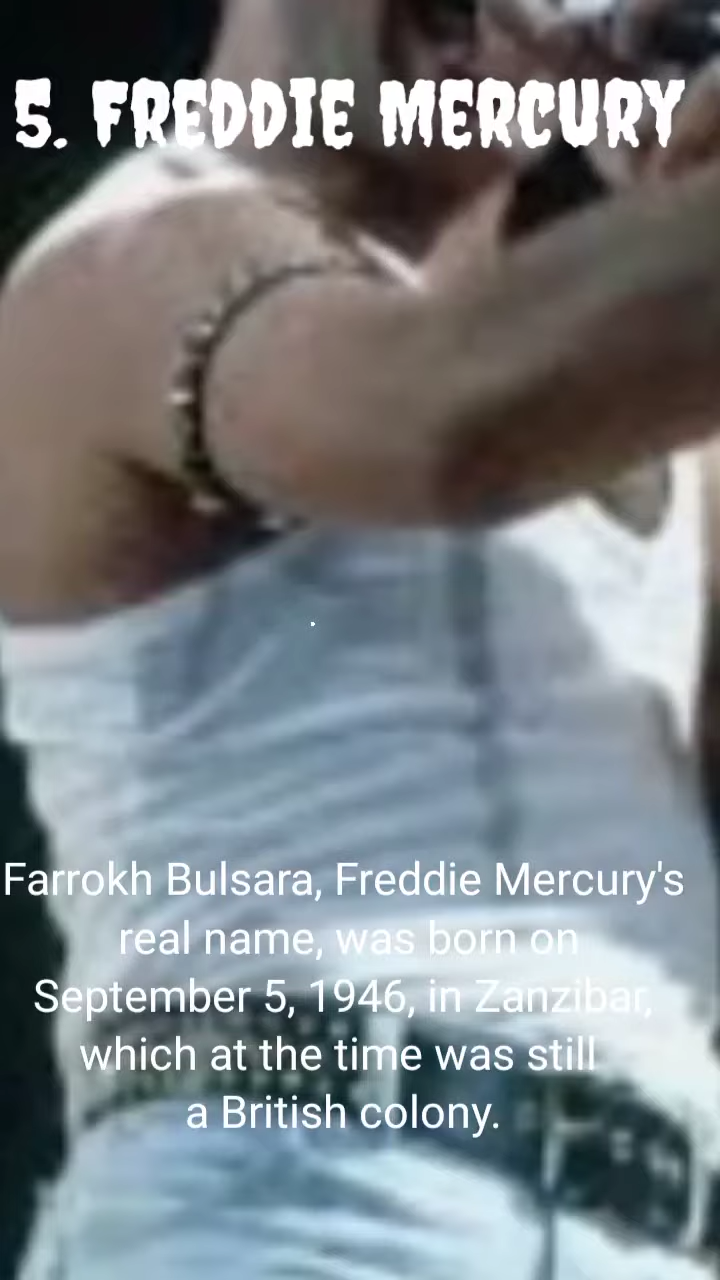 5. FREDDIE MERCURY
Farrokh Bulsara, Freddie Mercury's
real name, was born on
September 5, 1946, in Zanzibar,
which at the time was still
a British colony.